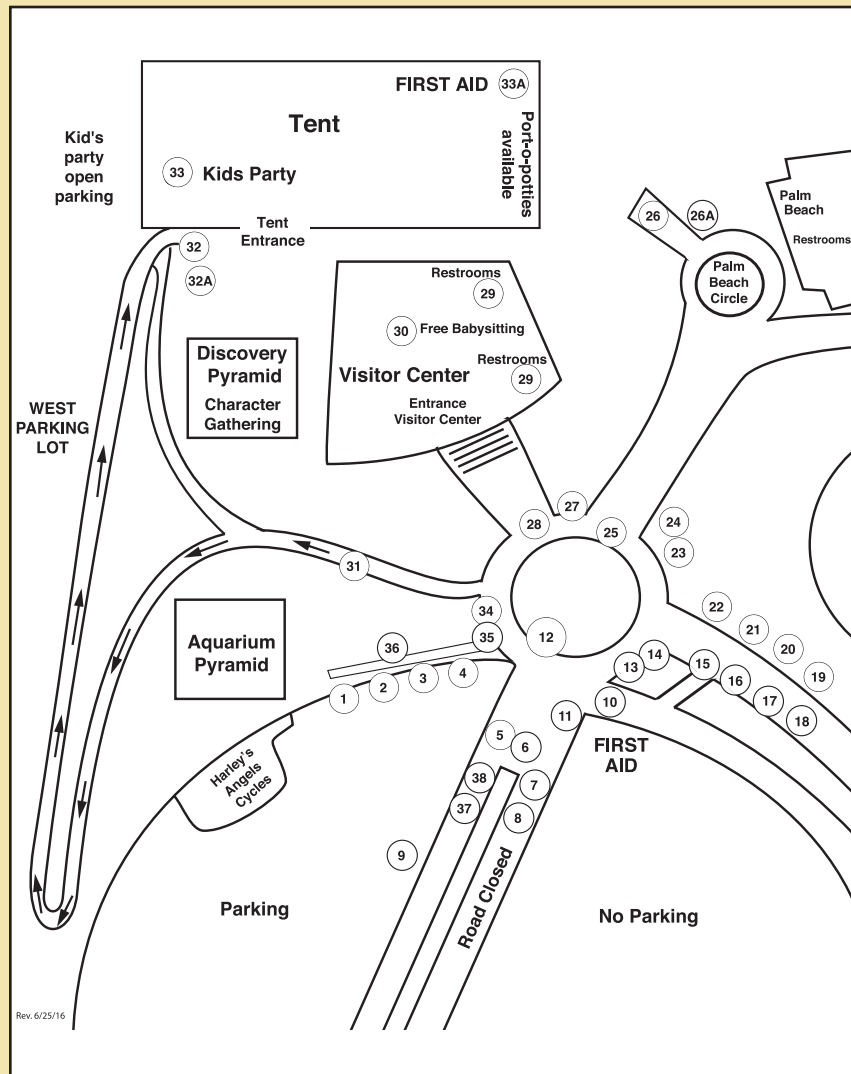 FIRST AID
33A
Tent
Port-o-potties
available
Kid's
party
open
parking
33
Kids Party
Tent
Entrance
32
32A
26
26A
Palm
Beach
Restrooms
Palm
Beach
Circle
Restrooms
29
30
Free Babysitting
Restrooms
29
Visitor Center
Entrance
Visitor Center
Discovery
Pyramid
Character
Gathering
WEST
PARKING
LOT
27
28
25
24
23
31
34
35
12
22
21
20
19
Aquarium
Pyramid
36
1
2
3
4
13
14
15
16
17
18
10
11
FIRST
AID
5
6
Harley's
Angels
Cycles
38
37
7
8
9
Road Closed
Parking
No Parking
Rev. 6/25/16